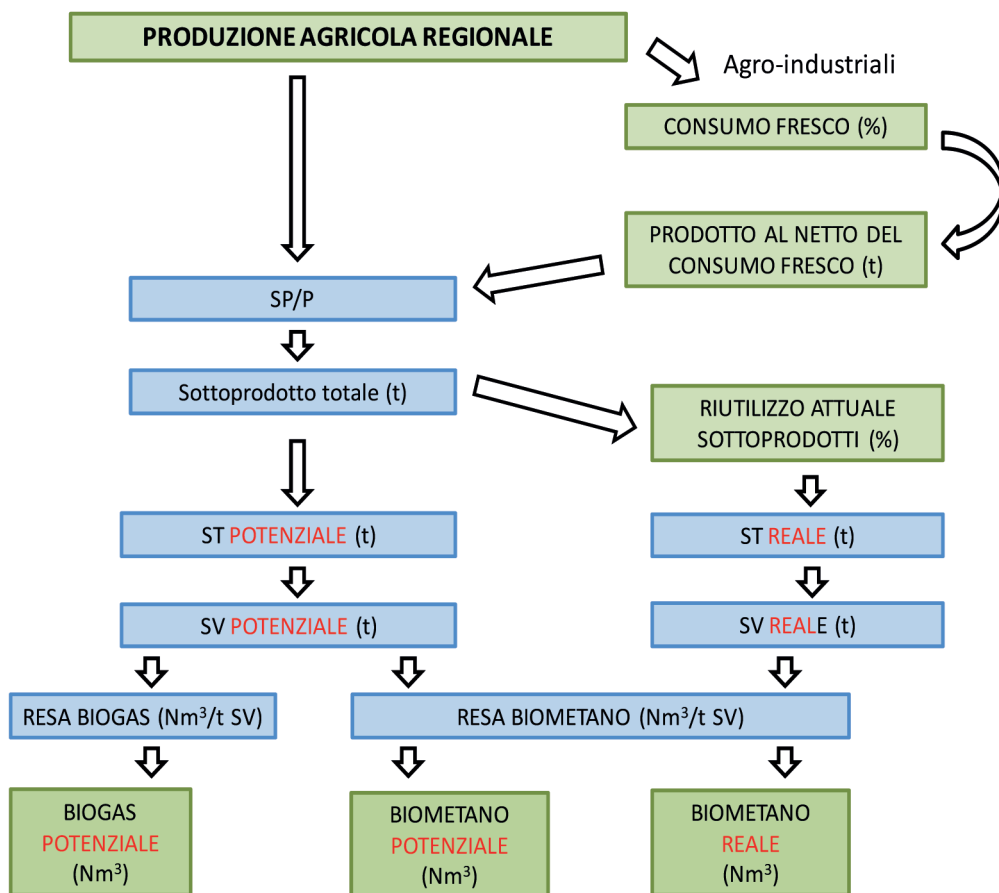 PRODUZIONE AGRICOLA REGIONALE
Agro-industriali
CONSUMO FRESCO (%)
PRODOTTO AL NETTO DEL
CONSUMO FRESCO (t)
SP/P
Sottoprodotto totale (t)
RIUTILIZZO ATTUALE
SOTTOPRODOTTI (%)
ST POTENZIALE (t)
ST REALE (t)
SV POTENZIALE (t)
SV REALE (t)
RESA BIOGAS (Nm³/t SV)
RESA BIOMETANO (Nm³/t SV)
BIOGAS
POTENZIALE
(Nm³)
BIOMETANO
POTENZIALE
(Nm³)
BIOMETANO
REALE
(Nm³)